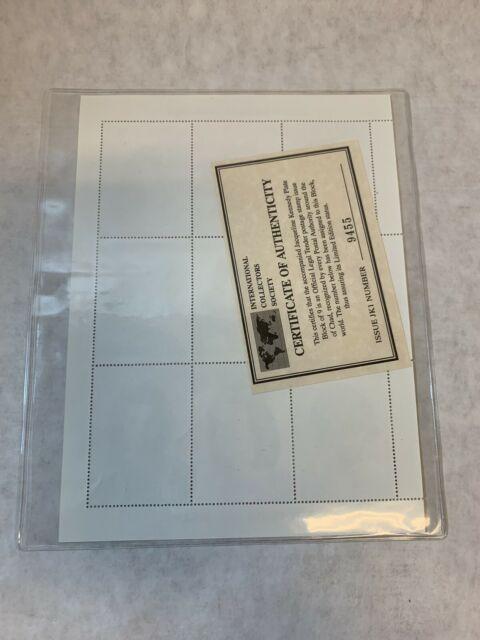 INTERNATIONAL
COLLECTORS
SOCIETY
CERTIFICATE OF AUTHENTICITY
This certifies that the accompanied Jacqueline Kennedy Plate
Block of 9 is an Official Legal Tender postage stamp issue
of Chad, recognized by every Postal Authority around the
world. The number below has been assigned to this Block,
thus assuring its Limited Edition status.
ISSUE JK1 NUMBER 9455